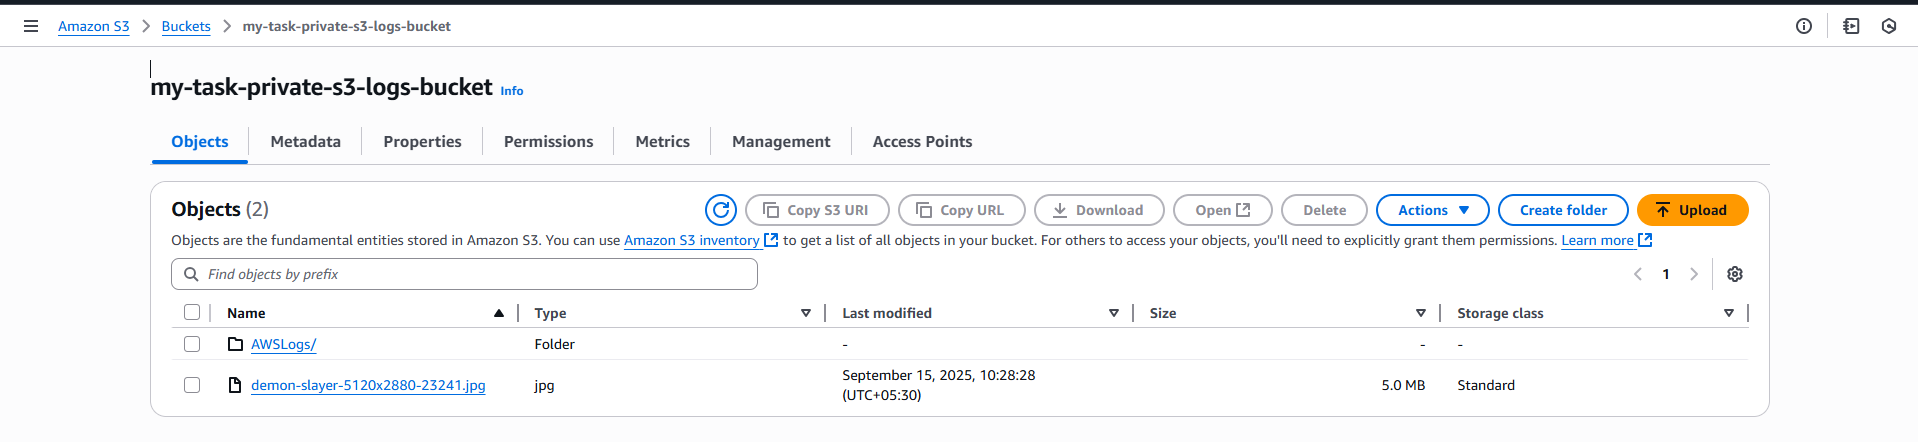 Amazon S3 > Buckets > my-task-private-s3-logs-bucket
my-task-private-s3-logs-bucket Info
Objects Metadata Properties Permissions Metrics Management Access Points
Objects (2) Copy S3 URI Copy URL Download Open Delete Actions Create folder Upload
Objects are the fundamental entities stored in Amazon S3. You can use Amazon S3 inventory to get a list of all objects in your bucket. For others to access your objects, you'll need to explicitly grant them permissions. Learn more
Find objects by prefix < 1 >
Name Type Last modified Size Storage class
AWSLogs/ Folder - - -
demon-slayer-5120x2880-23241.jpg jpg September 15, 2025, 10:28:28 (UTC+05:30) 5.0 MB Standard